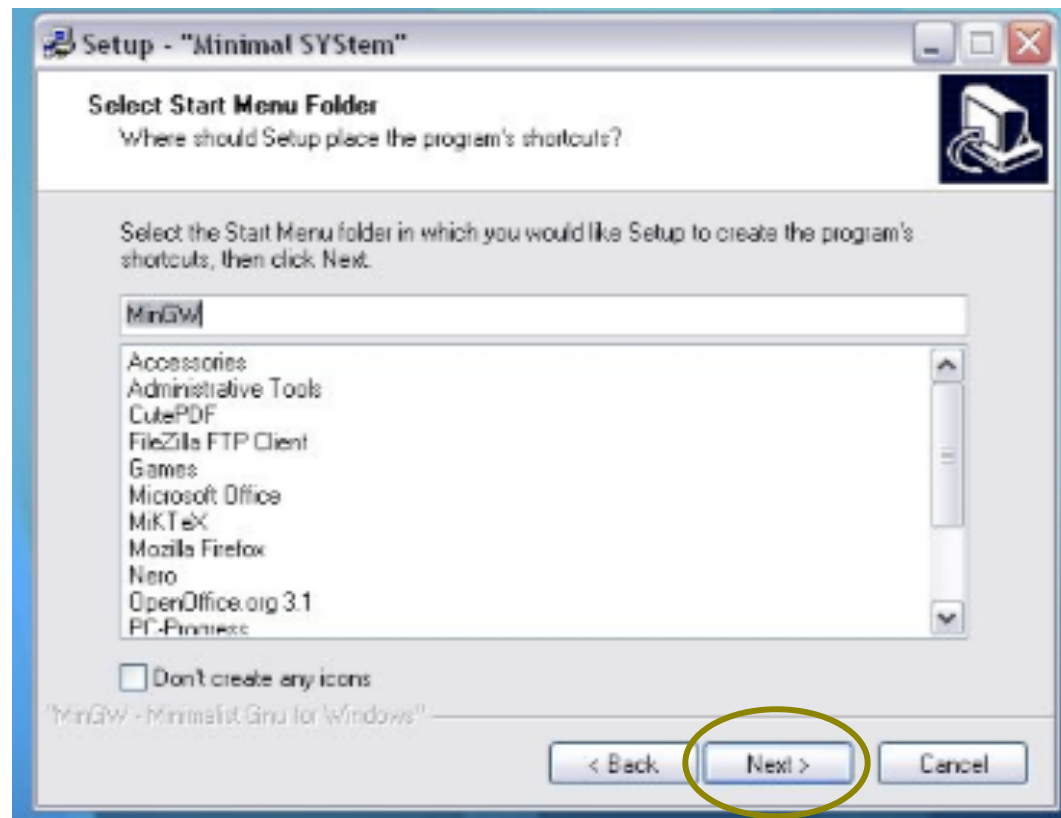 Setup - "Minimal SYStem"
Select Start Menu Folder
Where should Setup place the program's shortcuts?
Select the Start Menu folder in which you would like Setup to create the program's
shortcuts, then click Next.
MinGW
Accessories
Administrative Tools
CutePDF
FileZilla FTP Client
Games
Microsoft Office
MiKTeX
Mozilla Firefox
Nero
OpenOffice.org 3.1
PC-Progress
Don't create any icons
"MinGW - Minimalist Gnu for Windows"
< Back
Next >
Cancel